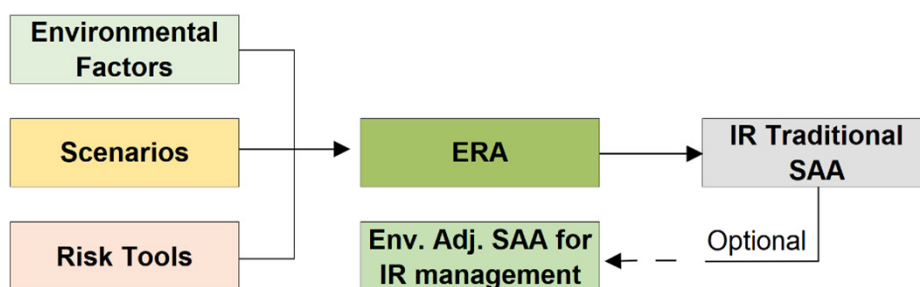 Environmental
Factors
Scenarios
Risk Tools
ERA
IR Traditional
SAA
Env. Adj. SAA for
IR management
Optional